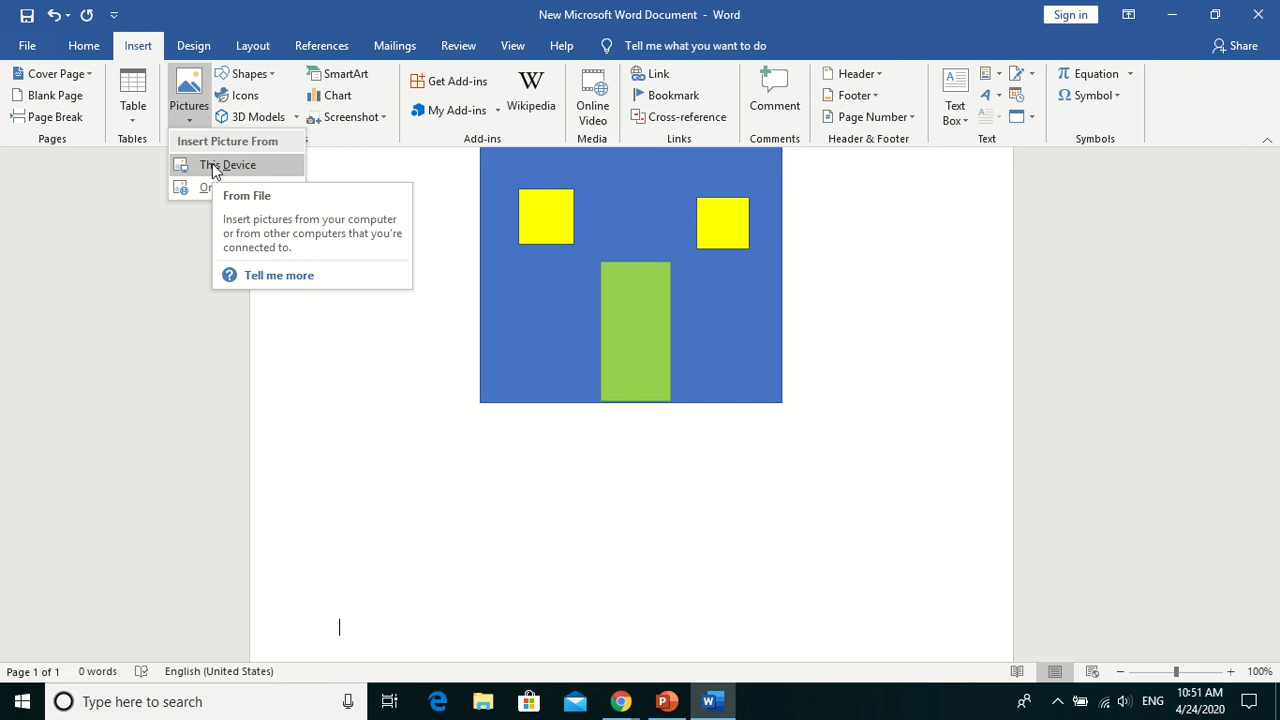 New Microsoft Word Document - Word
Sign in
File Home Insert Design Layout References Mailings Review View Help Tell me what you want to do Share
Cover Page
Blank Page
Page Break
Pages
Table
Tables
Pictures
Shapes
Icons
3D Models
SmartArt
Chart
Screenshot
Get Add-ins
My Add-ins
Wikipedia
Add-ins
Online
Video
Media
Link
Bookmark
Cross-reference
Links
Comment
Comments
Header
Footer
Page Number
Header & Footer
Text
Box
Text
Equation
Symbol
Symbols
Insert Picture From
This Device
From File
Insert pictures from your computer
or from other computers that you're
connected to.
Tell me more
Page 1 of 1 0 words English (United States) 100%
Type here to search
ENG
10:51 AM
4/24/2020